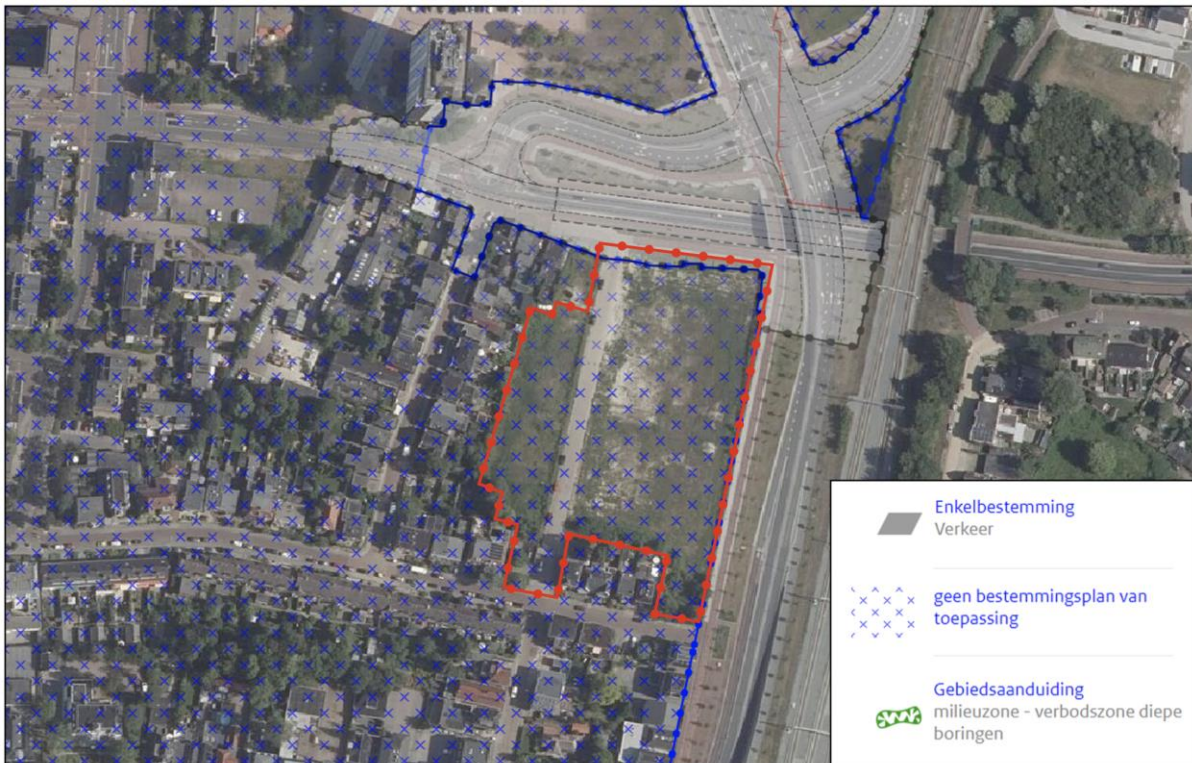 Enkelbestemming
Verkeer
geen bestemmingsplan van
toepassing
Gebiedsaanduiding
milieuzone - verbodszone diepe
boringen